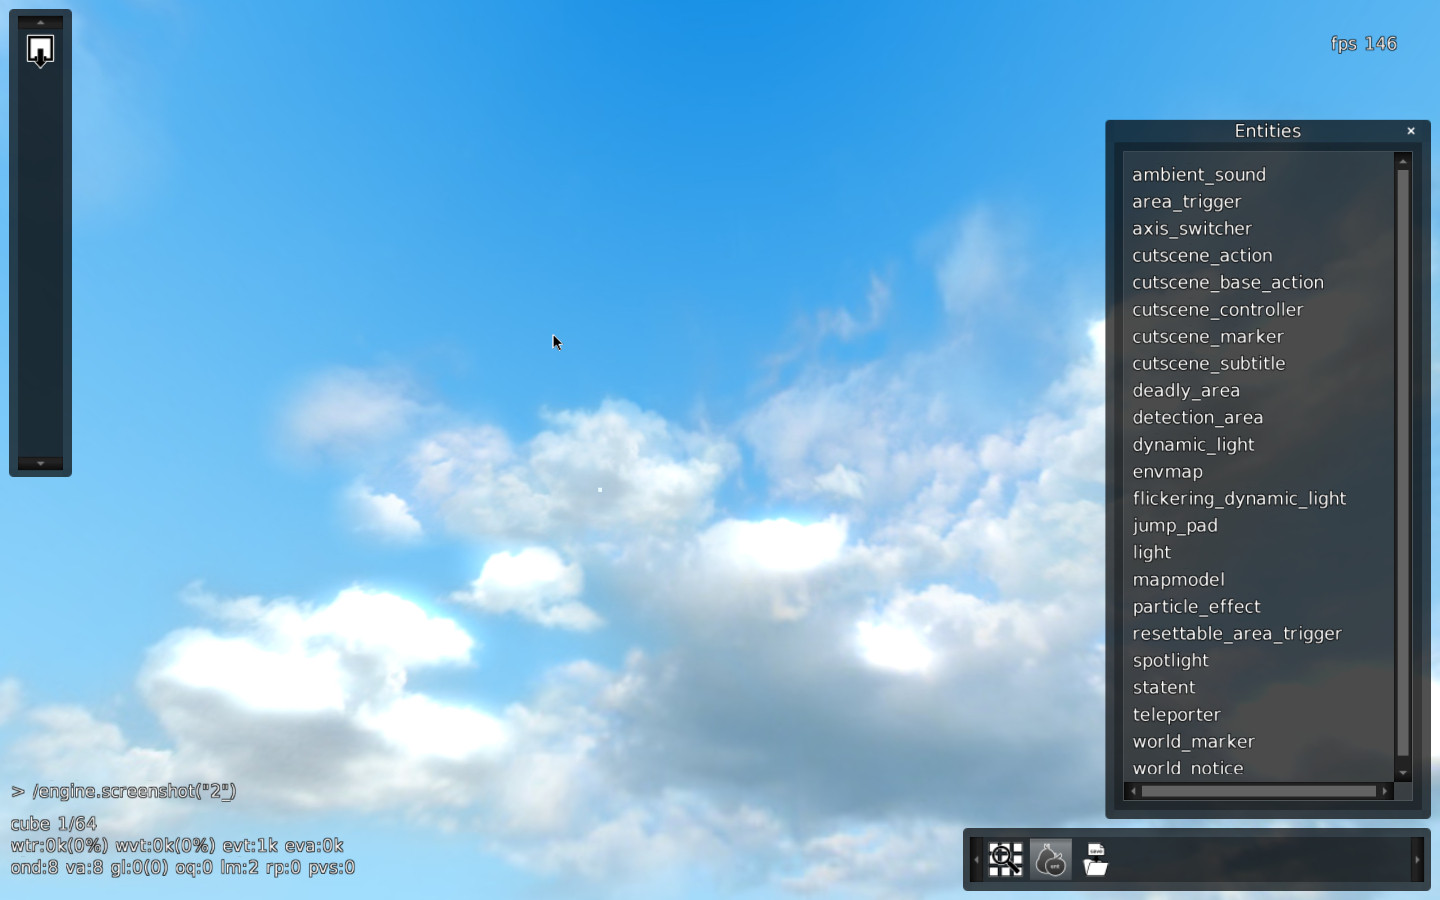 fps 146
Entities
ambient_sound
area_trigger
axis_switcher
cutscene_action
cutscene_base_action
cutscene_controller
cutscene_marker
cutscene_subtitle
deadly_area
detection_area
dynamic_light
envmap
flickering_dynamic_light
jump_pad
light
mapmodel
particle_effect
resettable_area_trigger
spotlight
statent
teleporter
world_marker
world_notice
> /engine.screenshot("2_")
cube 1/64
wtr:0k(0%) wvt:0k(0%) evt:1k eva:0k
ond:8 va:8 gl:0(0) oq:0 lm:2 rp:0 pvs:0